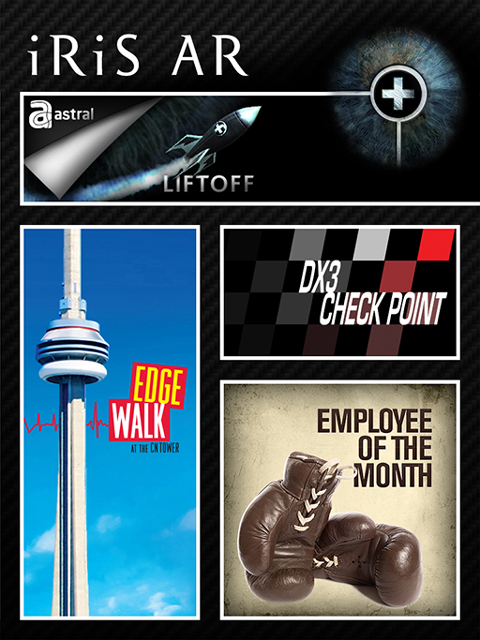 iRiS AR
a astral
LIFTOFF
DX3
CHECK POINT
EDGE
WALK
AT THE CN TOWER
EMPLOYEE
OF THE
MONTH